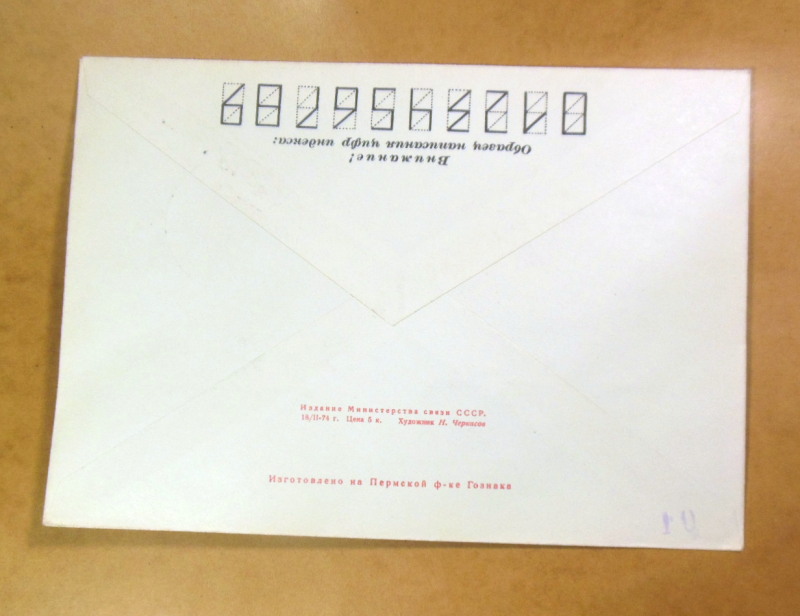 Внимание!
Образец написания цифр индекса:
0123456789
Издание Министерства связи СССР.
18/II-74 г. Цена 5 к. Художник Н. Черкасов
Изготовлено на Пермской ф-ке Гознака